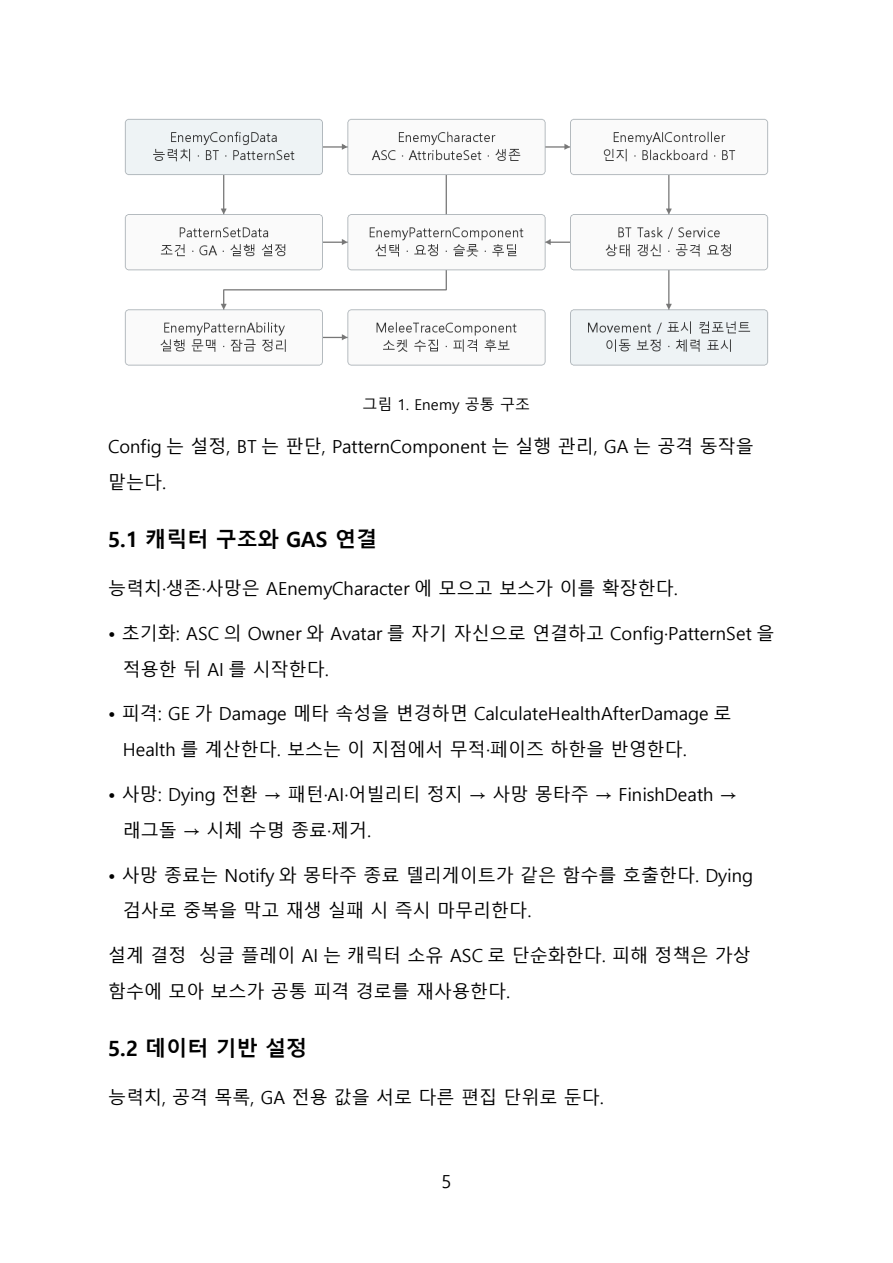 EnemyConfigData
능력치 · BT · PatternSet
EnemyCharacter
ASC · AttributeSet · 생존
EnemyAIController
인지 · Blackboard · BT
PatternSetData
조건 · GA · 실행 설정
EnemyPatternComponent
선택 · 요청 · 슬롯 · 후딜
BT Task / Service
상태 갱신 · 공격 요청
EnemyPatternAbility
실행 문맥 · 잠금 정리
MeleeTraceComponent
소켓 수집 · 피격 후보
Movement / 표시 컴포넌트
이동 보정 · 체력 표시
그림 1. Enemy 공통 구조
Config 는 설정, BT 는 판단, PatternComponent 는 실행 관리, GA 는 공격 동작을
맡는다.
5.1 캐릭터 구조와 GAS 연결
능력치·생존·사망은 AEnemyCharacter 에 모으고 보스가 이를 확장한다.
• 초기화: ASC 의 Owner 와 Avatar 를 자기 자신으로 연결하고 Config·PatternSet 을
적용한 뒤 AI 를 시작한다.
• 피격: GE 가 Damage 메타 속성을 변경하면 CalculateHealthAfterDamage 로
Health 를 계산한다. 보스는 이 지점에서 무적·페이즈 하한을 반영한다.
• 사망: Dying 전환 → 패턴·AI·어빌리티 정지 → 사망 몽타주 → FinishDeath →
래그돌 → 시체 수명 종료·제거.
• 사망 종료는 Notify 와 몽타주 종료 델리게이트가 같은 함수를 호출한다. Dying
검사로 중복을 막고 재생 실패 시 즉시 마무리한다.
설계 결정  싱글 플레이 AI 는 캐릭터 소유 ASC 로 단순화한다. 피해 정책은 가상
함수에 모아 보스가 공통 피격 경로를 재사용한다.
5.2 데이터 기반 설정
능력치, 공격 목록, GA 전용 값을 서로 다른 편집 단위로 둔다.
5